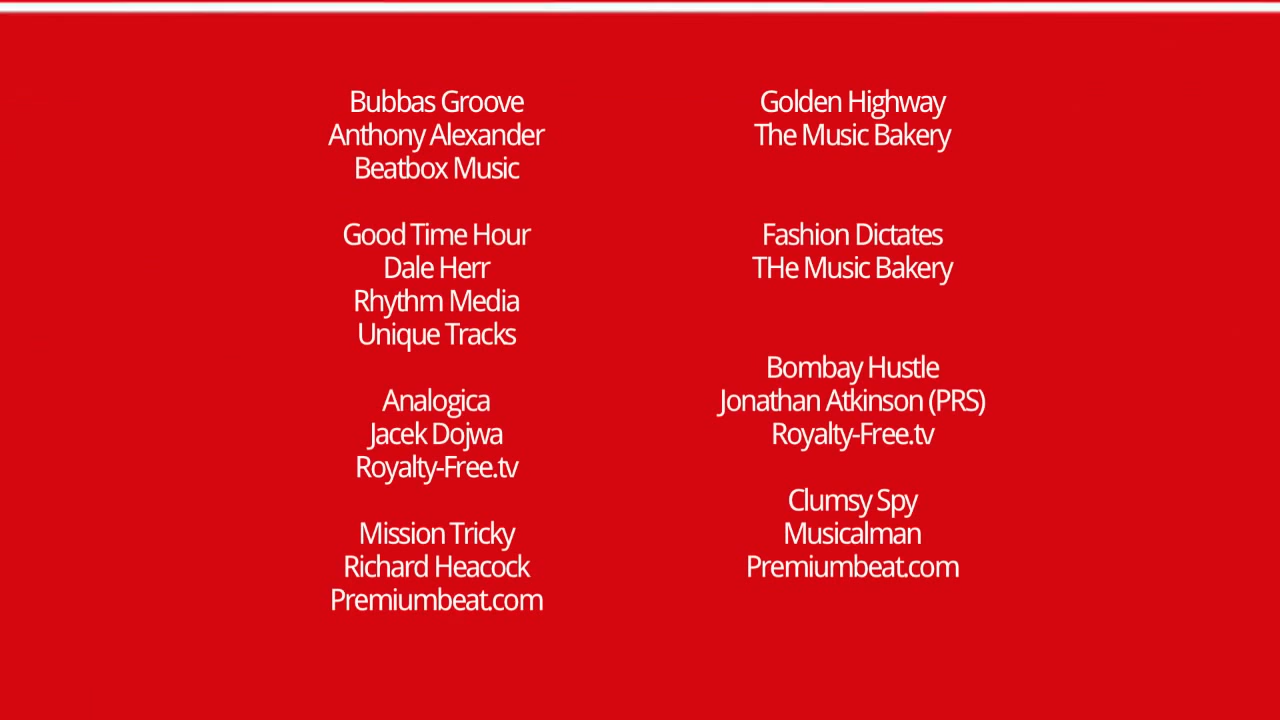 Bubbas Groove
Anthony Alexander
Beatbox Music
Good Time Hour
Dale Herr
Rhythm Media
Unique Tracks
Analogica
Jacek Dojwa
Royalty-Free.tv
Mission Tricky
Richard Heacock
Premiumbeat.com
Golden Highway
The Music Bakery
Fashion Dictates
THe Music Bakery
Bombay Hustle
Jonathan Atkinson (PRS)
Royalty-Free.tv
Clumsy Spy
Musicalman
Premiumbeat.com